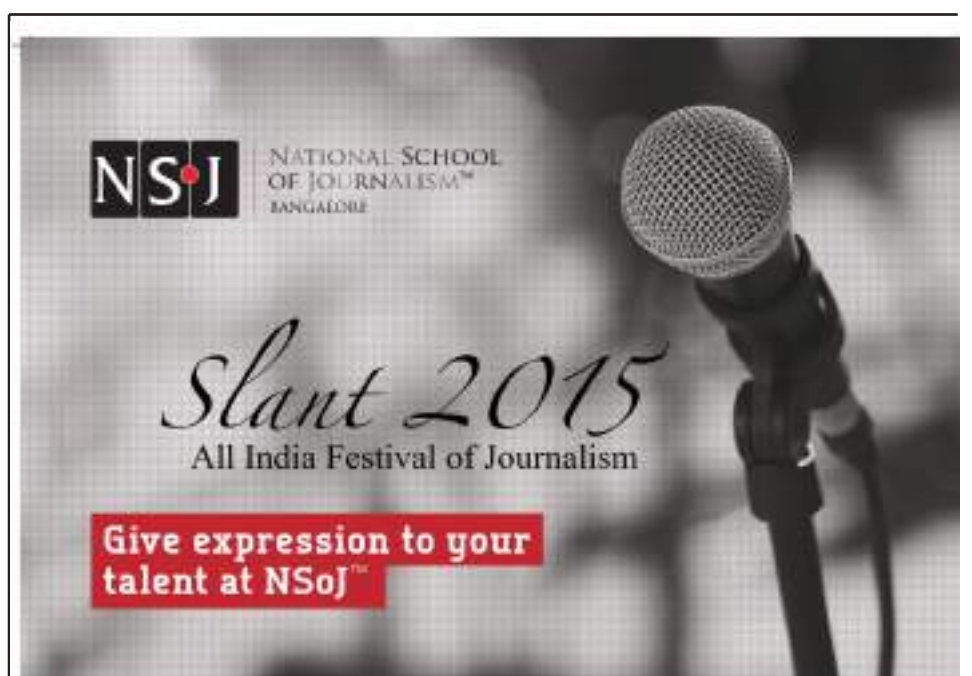 NS•J
NATIONAL SCHOOL
OF JOURNALISM™
BANGALORE
Slant 2015
All India Festival of Journalism
Give expression to your
talent at NSoJ™